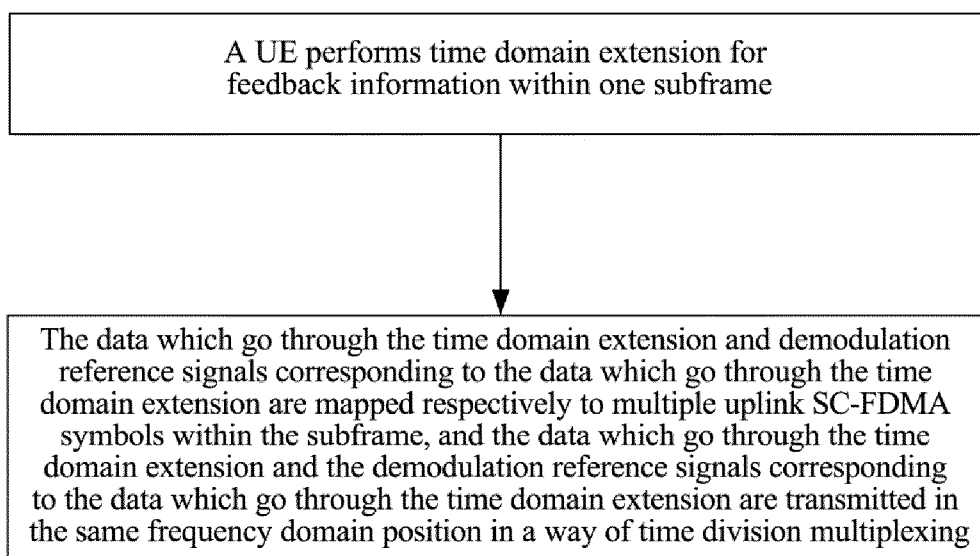 A UE performs time domain extension for
feedback information within one subframe
The data which go through the time domain extension and demodulation
reference signals corresponding to the data which go through the time
domain extension are mapped respectively to multiple uplink SC-FDMA
symbols within the subframe, and the data which go through the time
domain extension and the demodulation reference signals corresponding
to the data which go through the time domain extension are transmitted in
the same frequency domain position in a way of time division multiplexing